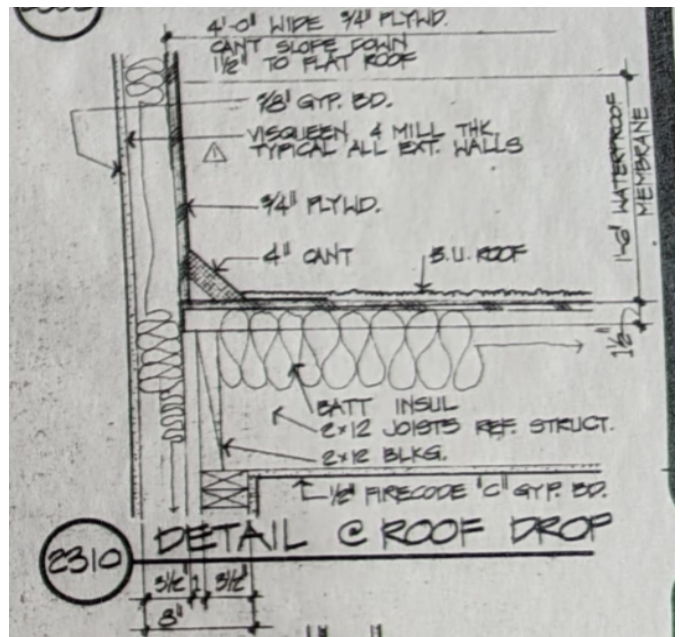 4'-0" WIDE 3/4" PLYWD.
CANT SLOPE DOWN
1 1/2" TO FLAT ROOF
5/8" GYP. BD.
VISQUEEN 4 MILL THK.
TYPICAL ALL EXT. WALLS
1
3/4" PLYWD.
4" CANT
B.U. ROOF
1'-6" WATERPROOF
MEMBRANE
1 1/2"
BATT INSUL
2x12 JOISTS REF. STRUCT.
2x12 BLKG.
1/2" FIRECODE "C" GYP. BD.
2310
DETAIL @ ROOF DROP
3 1/2" 1 3 1/2"
8"